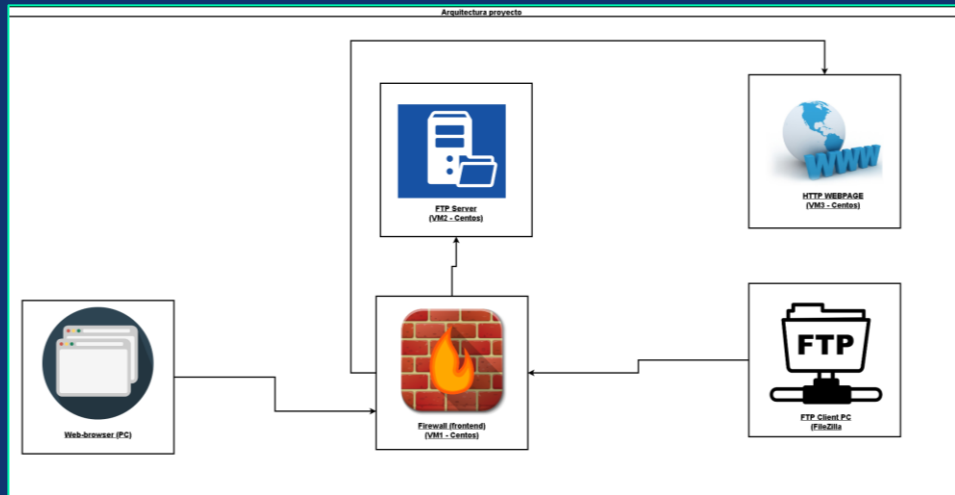 Arquitectura proyecto
WWW
FTP Server
(VM2 - Centos)
HTTP WEBPAGE
(VM3 - Centos)
FTP
Web-browser (PC)
Firewall (frontend)
(VM1 - Centos)
FTP Client PC
(FileZilla